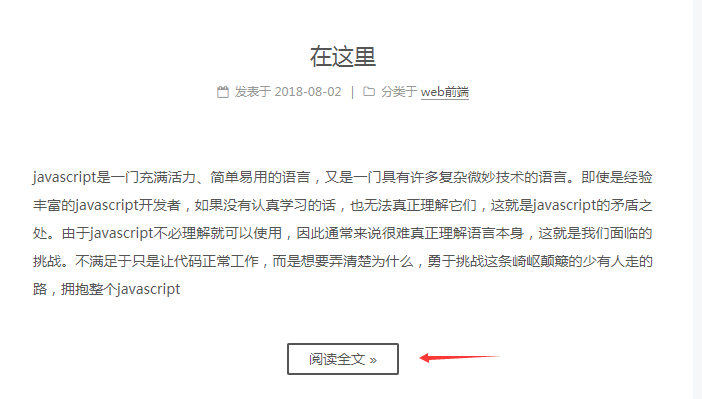 在这里
发表于 2018-08-02 | 分类于 web前端
javascript是一门充满活力、简单易用的语言，又是一门具有许多复杂微妙技术的语言。即使是经验
丰富的javascript开发者，如果没有认真学习的话，也无法真正理解它们，这就是javascript的矛盾之
处。由于javascript不必理解就可以使用，因此通常来说很难真正理解语言本身，这就是我们面临的
挑战。不满足于只是让代码正常工作，而是想要弄清楚为什么，勇于挑战这条崎岖颠簸的少有人走的
路，拥抱整个javascript
阅读全文 »